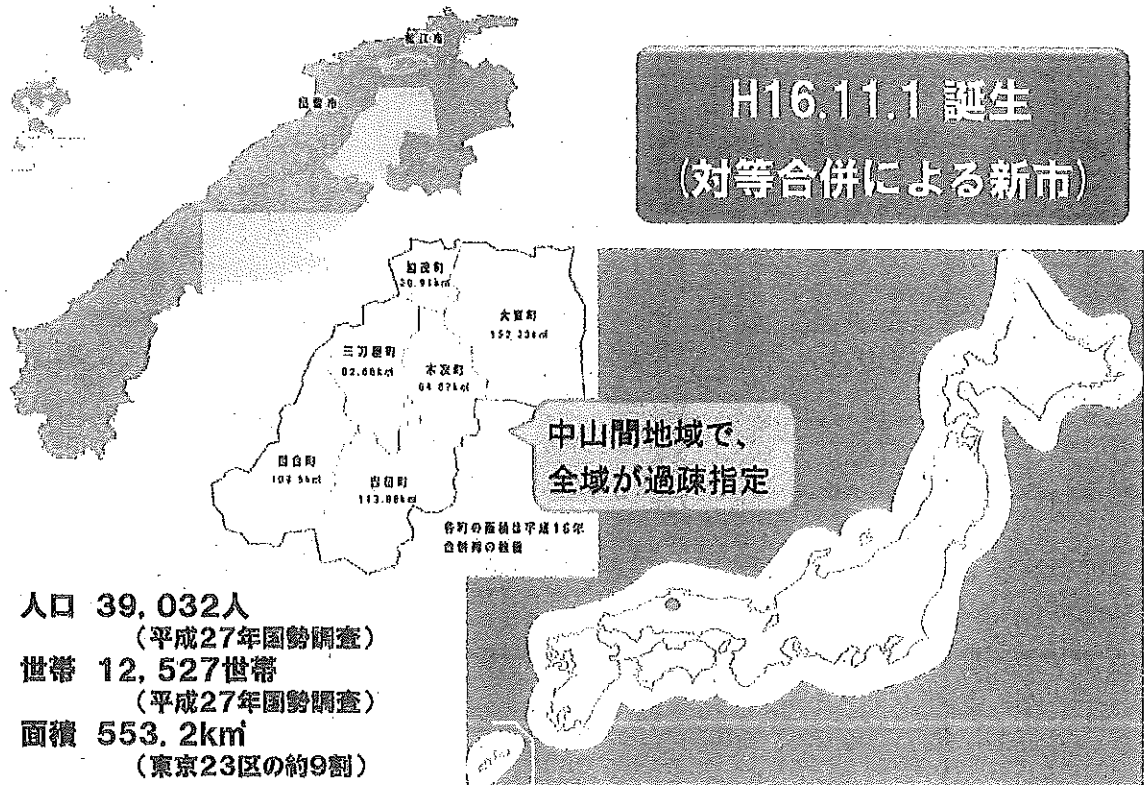 松江市
出雲市
H16.11.1 誕生
(対等合併による新市)
加茂町
大東町
三刀屋町
木次町
中山間地域で、
全域が過疎指定
吉田町
各町の面積は平成16年
合併時の数値
人口 39,032人
(平成27年国勢調査)
世帯 12,527世帯
(平成27年国勢調査)
面積 553.2km²
(東京23区の約9割)